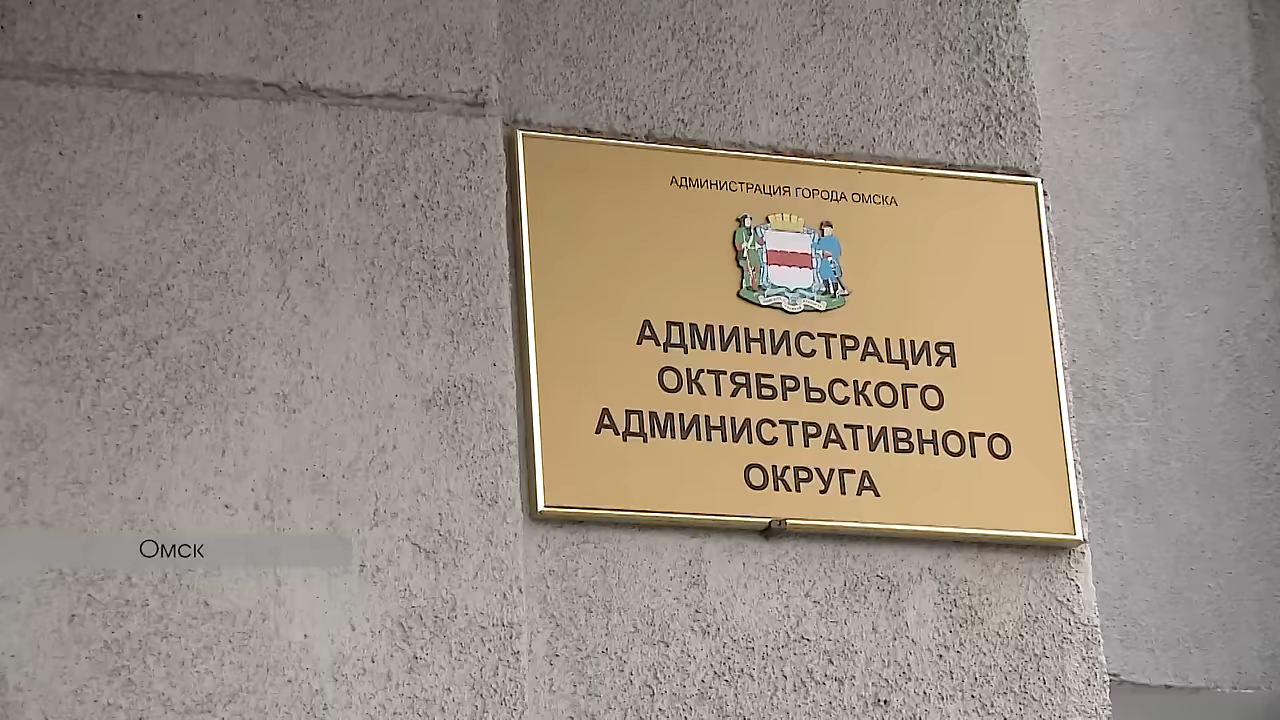 АДМИНИСТРАЦИЯ ГОРОДА ОМСКА
АДМИНИСТРАЦИЯ
ОКТЯБРЬСКОГО
АДМИНИСТРАТИВНОГО
ОКРУГА
Омск